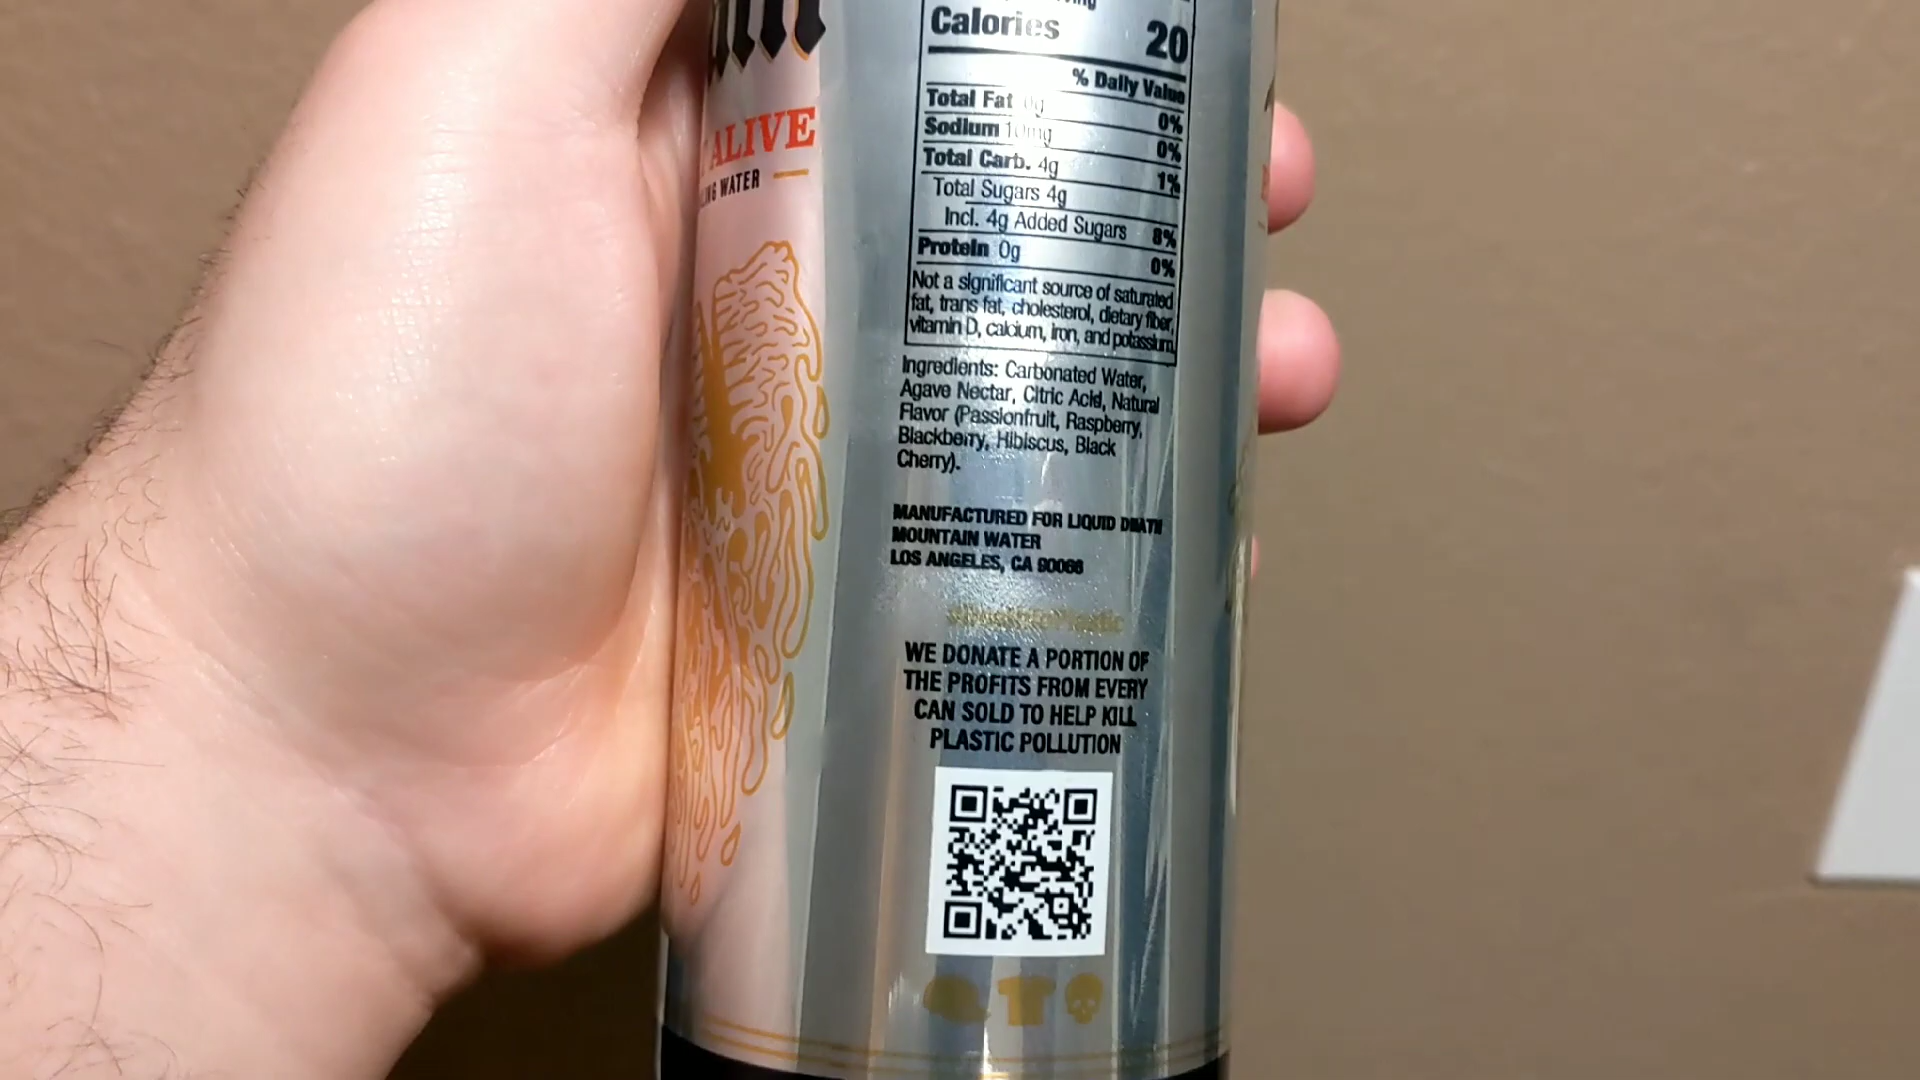 ALIVE
WATER
Calories 20
% Daily Value
Total Fat 0g 0%
Sodium 10mg 0%
Total Carb. 4g 1%
Total Sugars 4g
Incl. 4g Added Sugars 8%
Protein 0g 0%
Not a significant source of saturated
fat, trans fat, cholesterol, dietary fiber,
vitamin D, calcium, iron, and potassium.
Ingredients: Carbonated Water,
Agave Nectar, Citric Acid, Natural
Flavor (Passionfruit, Raspberry,
Blackberry, Hibiscus, Black
Cherry).
MANUFACTURED FOR LIQUID DEATH
MOUNTAIN WATER
LOS ANGELES, CA 90066
#DeathToPlastic
WE DONATE A PORTION OF
THE PROFITS FROM EVERY
CAN SOLD TO HELP KILL
PLASTIC POLLUTION